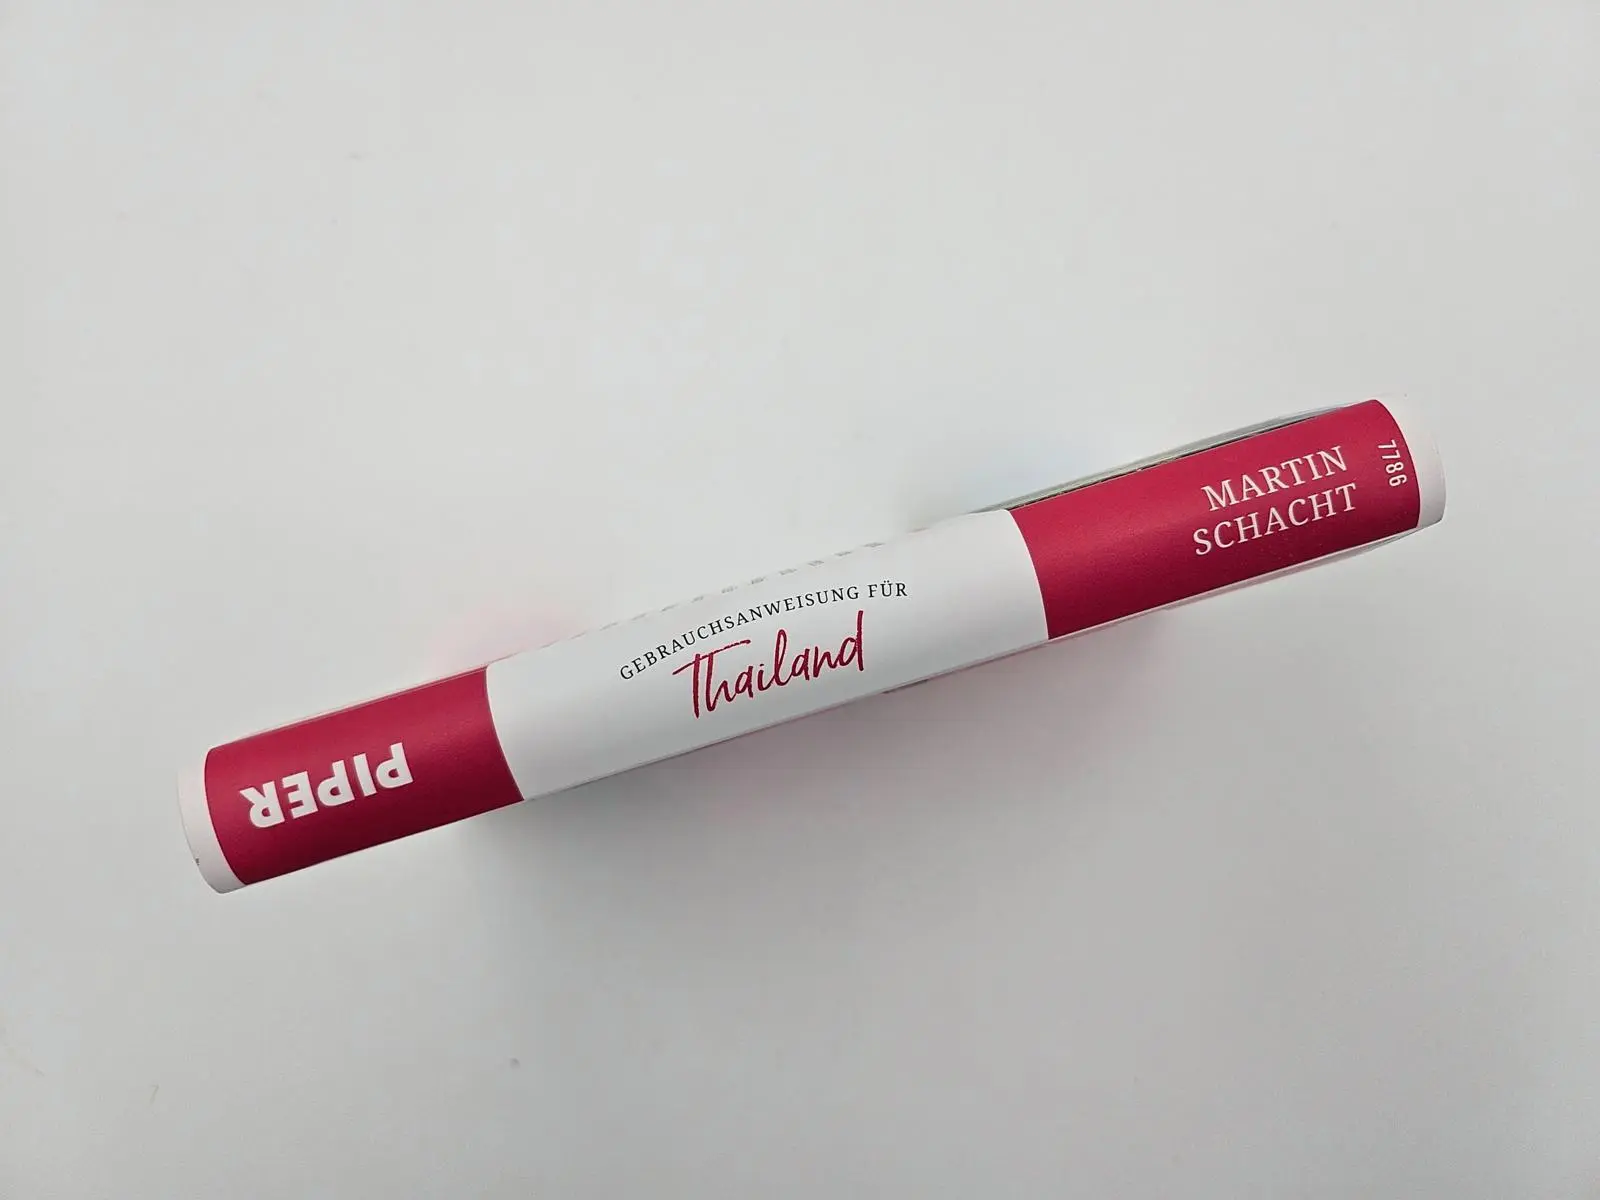 MARTIN
SCHACHT
7786
GEBRAUCHSANWEISUNG FÜR
Thailand
PIPER